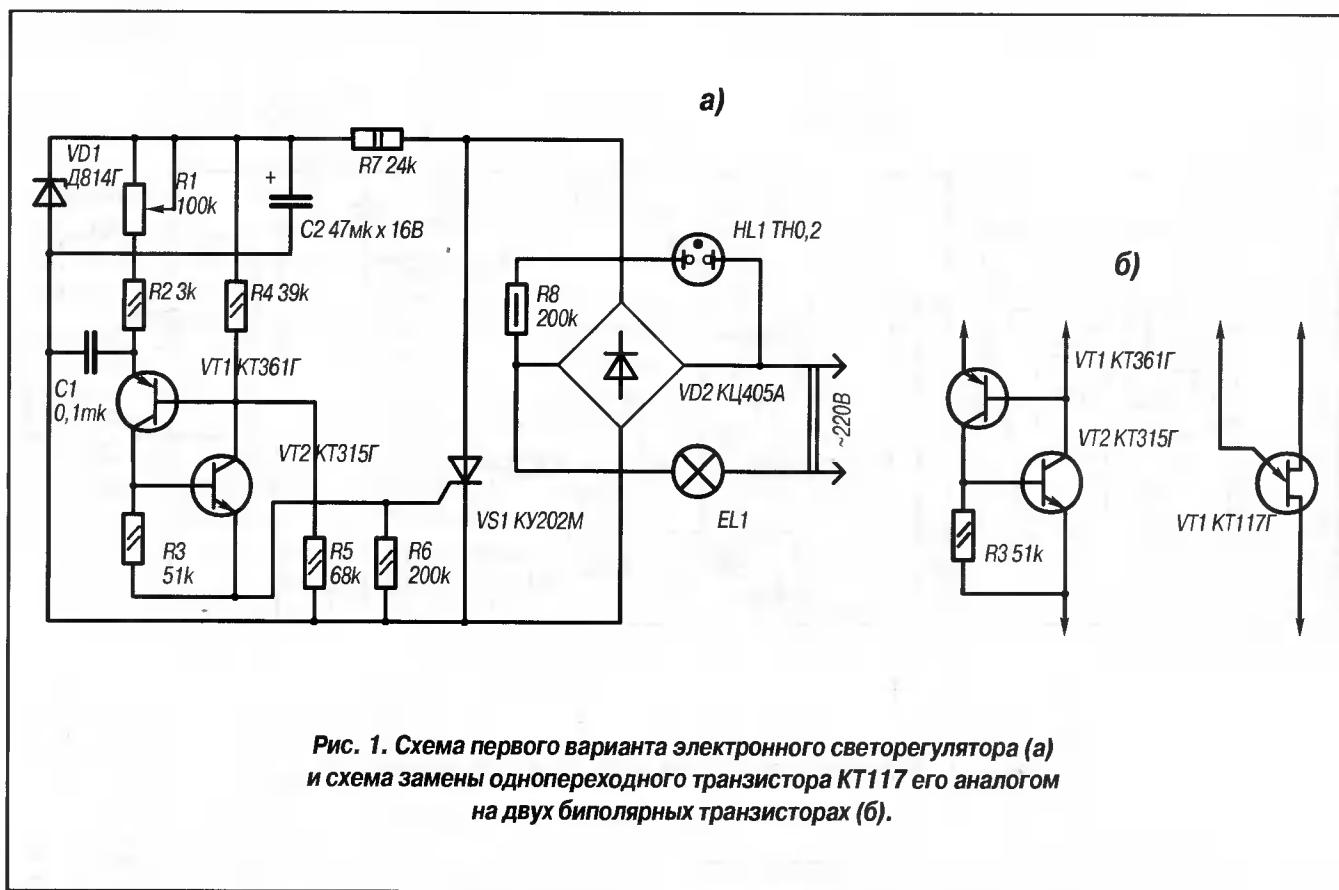 а)
VD1
Д814Г
R1
100k
+
C2 47мк x 16В
R7 24k
R2 3k
R4 39k
C1
0,1mk
VT1 КТ361Г
VT2 КТ315Г
R3
51k
R5
68k
R6
200k
VS1 КУ202М
HL1 ТН0,2
R8
200k
VD2 КЦ405А
~220В
EL1
б)
VT1 КТ361Г
VT2 КТ315Г
R3 51k
VT1 КТ117Г
Рис. 1. Схема первого варианта электронного светорегулятора (а)
и схема замены однопереходного транзистора КТ117 его аналогом
на двух биполярных транзисторах (б).